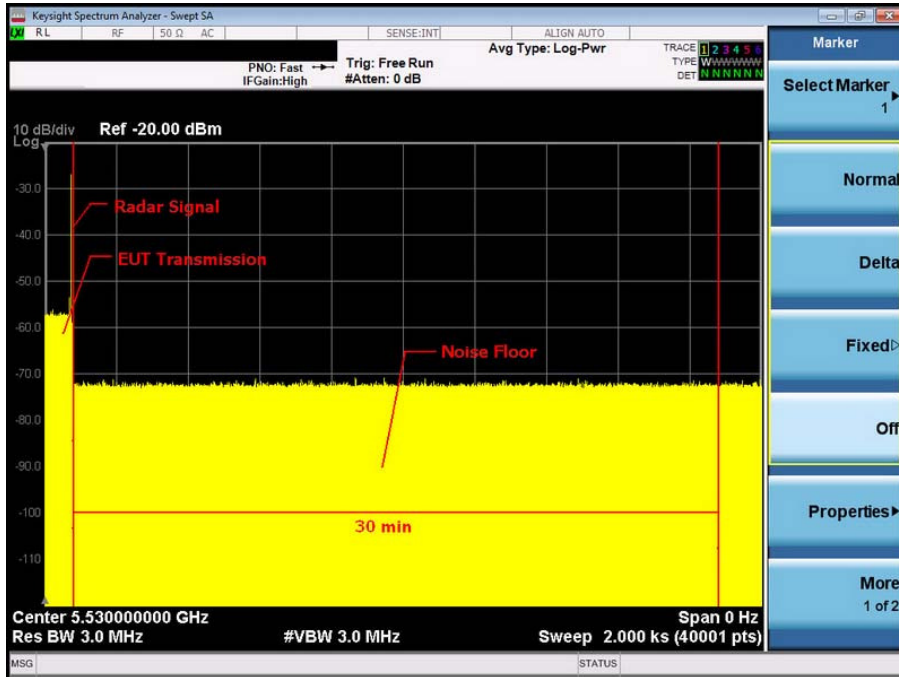 Keysight Spectrum Analyzer - Swept SA
LXI RL RF 50 Ω AC SENSE:INT ALIGN AUTO
Avg Type: Log-Pwr
PNO: Fast
IFGain:High
Trig: Free Run
#Atten: 0 dB
TRACE 1 2 3 4 5 6
TYPE WWWWWW
DET N N N N N N
10 dB/div Ref -20.00 dBm
Log
-30.0
-40.0
-50.0
-60.0
-70.0
-80.0
-90.0
-100
-110
Radar Signal
EUT Transmission
Noise Floor
30 min
Center 5.530000000 GHz Span 0 Hz
Res BW 3.0 MHz #VBW 3.0 MHz Sweep 2.000 ks (40001 pts)
MSG STATUS
Marker
Select Marker
1
Normal
Delta
Fixed
Off
Properties
More
1 of 2